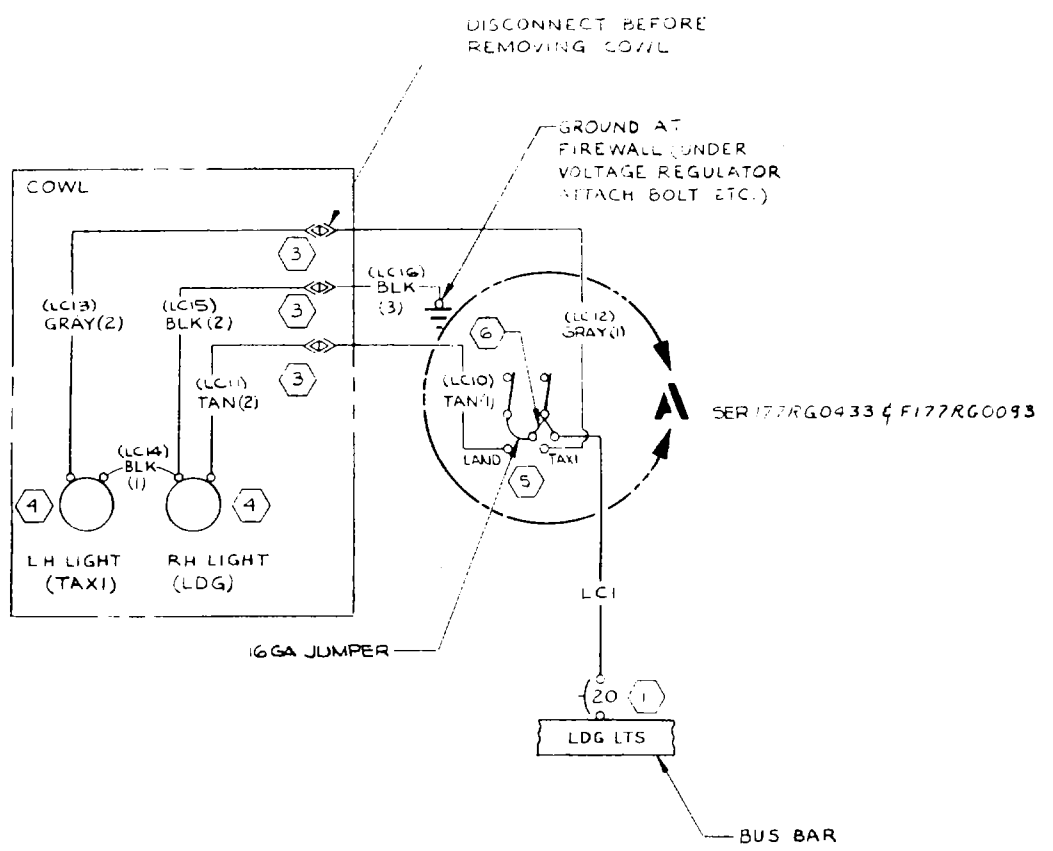 DISCONNECT BEFORE
REMOVING COWL
GROUND AT
FIREWALL (UNDER
VOLTAGE REGULATOR
ATTACH BOLT ETC.)
COWL
3
(LC16)
BLK
(3)
3
(LC13)
GRAY(2)
(LC15)
BLK(2)
(LC12)
GRAY(1)
6
3
(LC11)
TAN(2)
(LC10)
TAN(1)
A
SER 177RG0433 & F177RG0093
(LC14)
BLK
(1)
LAND
TAXI
5
4
4
LH LIGHT
(TAXI)
RH LIGHT
(LDG)
LC1
16GA JUMPER
20
1
LDG LTS
BUS BAR